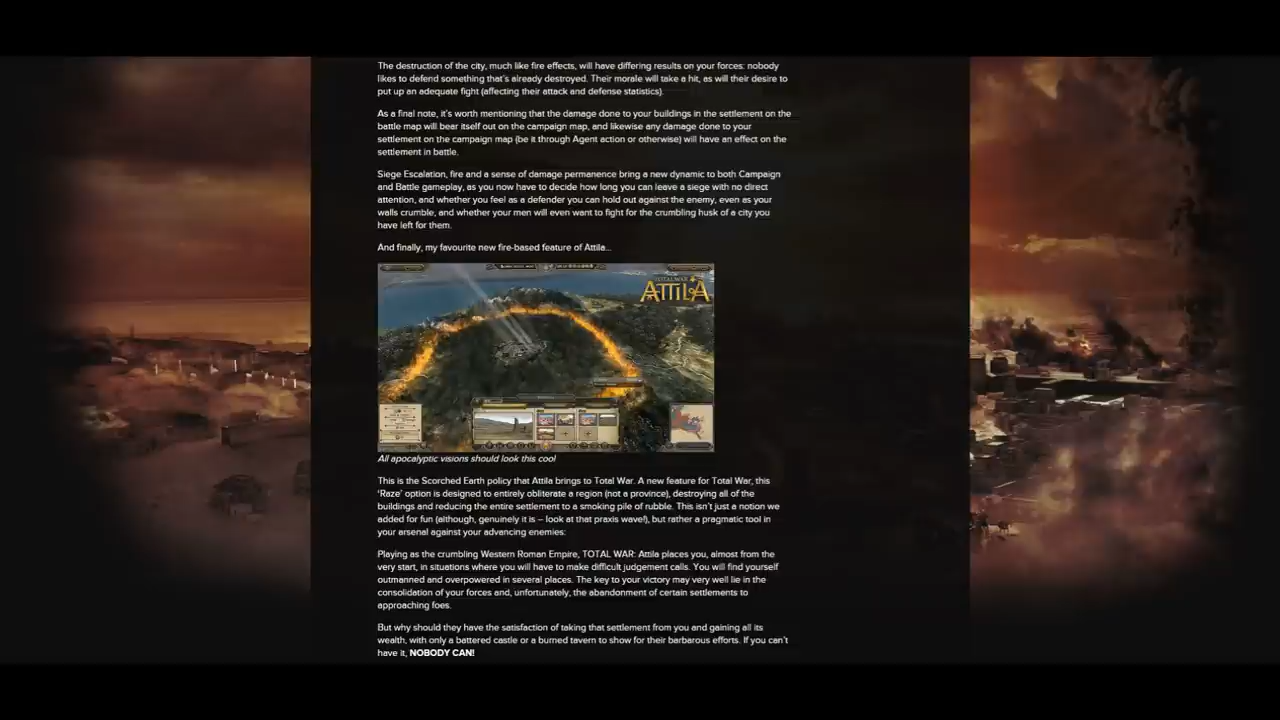 The destruction of the city, much like fire effects, will have differing results on your forces: nobody
likes to defend something that's already destroyed. Their morale will take a hit, as will their desire to
put up an adequate fight (affecting their attack and defense statistics).
As a final note, it's worth mentioning that the damage done to your buildings in the settlement on the
battle map will bear itself out on the campaign map, and likewise any damage done to your
settlement on the campaign map (be it through Agent action or otherwise) will have an effect on the
settlement in battle.
Siege Escalation, fire and a sense of damage permanence bring a new dynamic to both Campaign
and Battle gameplay, as you now have to decide how long you can leave a siege with no direct
attention, and whether you feel as a defender you can hold out against the enemy, even as your
walls crumble, and whether your men will even want to fight for the crumbling husk of a city you
have left for them.
And finally, my favourite new fire-based feature of Attila...
TOTAL WAR
ATTILA
All apocalyptic visions should look this cool
This is the Scorched Earth policy that Attila brings to Total War. A new feature for Total War, this
'Raze' option is designed to entirely obliterate a region (not a province), destroying all of the
buildings and reducing the entire settlement to a smoking pile of rubble. This isn't just a notion we
added for fun (although, genuinely it is – look at that praxis wave!), but rather a pragmatic tool in
your arsenal against your advancing enemies:
Playing as the crumbling Western Roman Empire, TOTAL WAR: Attila places you, almost from the
very start, in situations where you will have to make difficult judgement calls. You will find yourself
outmanned and overpowered in several places. The key to your victory may very well lie in the
consolidation of your forces and, unfortunately, the abandonment of certain settlements to
approaching foes.
But why should they have the satisfaction of taking that settlement from you and gaining all its
wealth, with only a battered castle or a burned tavern to show for their barbarous efforts. If you can't
have it, NOBODY CAN!